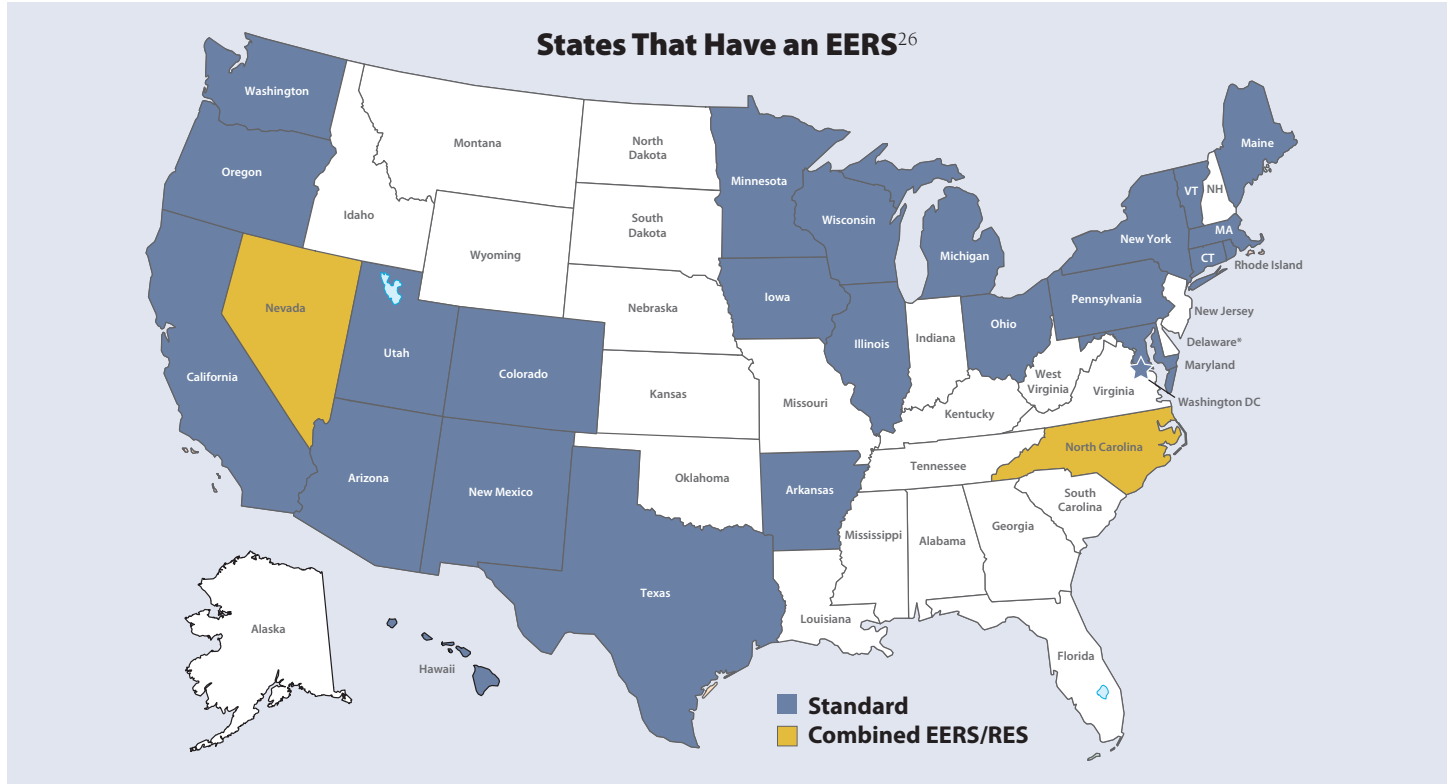 States That Have an EERS26
Washington
Oregon
California
Nevada
Idaho
Montana
Wyoming
Utah
Colorado
Arizona
New Mexico
North
Dakota
South
Dakota
Nebraska
Kansas
Oklahoma
Texas
Minnesota
Iowa
Missouri
Arkansas
Louisiana
Wisconsin
Illinois
Michigan
Indiana
Ohio
Kentucky
Tennessee
Mississippi
Alabama
Georgia
Florida
South
Carolina
North Carolina
Virginia
West
Virginia
Pennsylvania
New York
VT
NH
Maine
MA
CT
Rhode Island
New Jersey
Delaware*
Maryland
Washington DC
Alaska
Hawaii
Standard
Combined EERS/RES